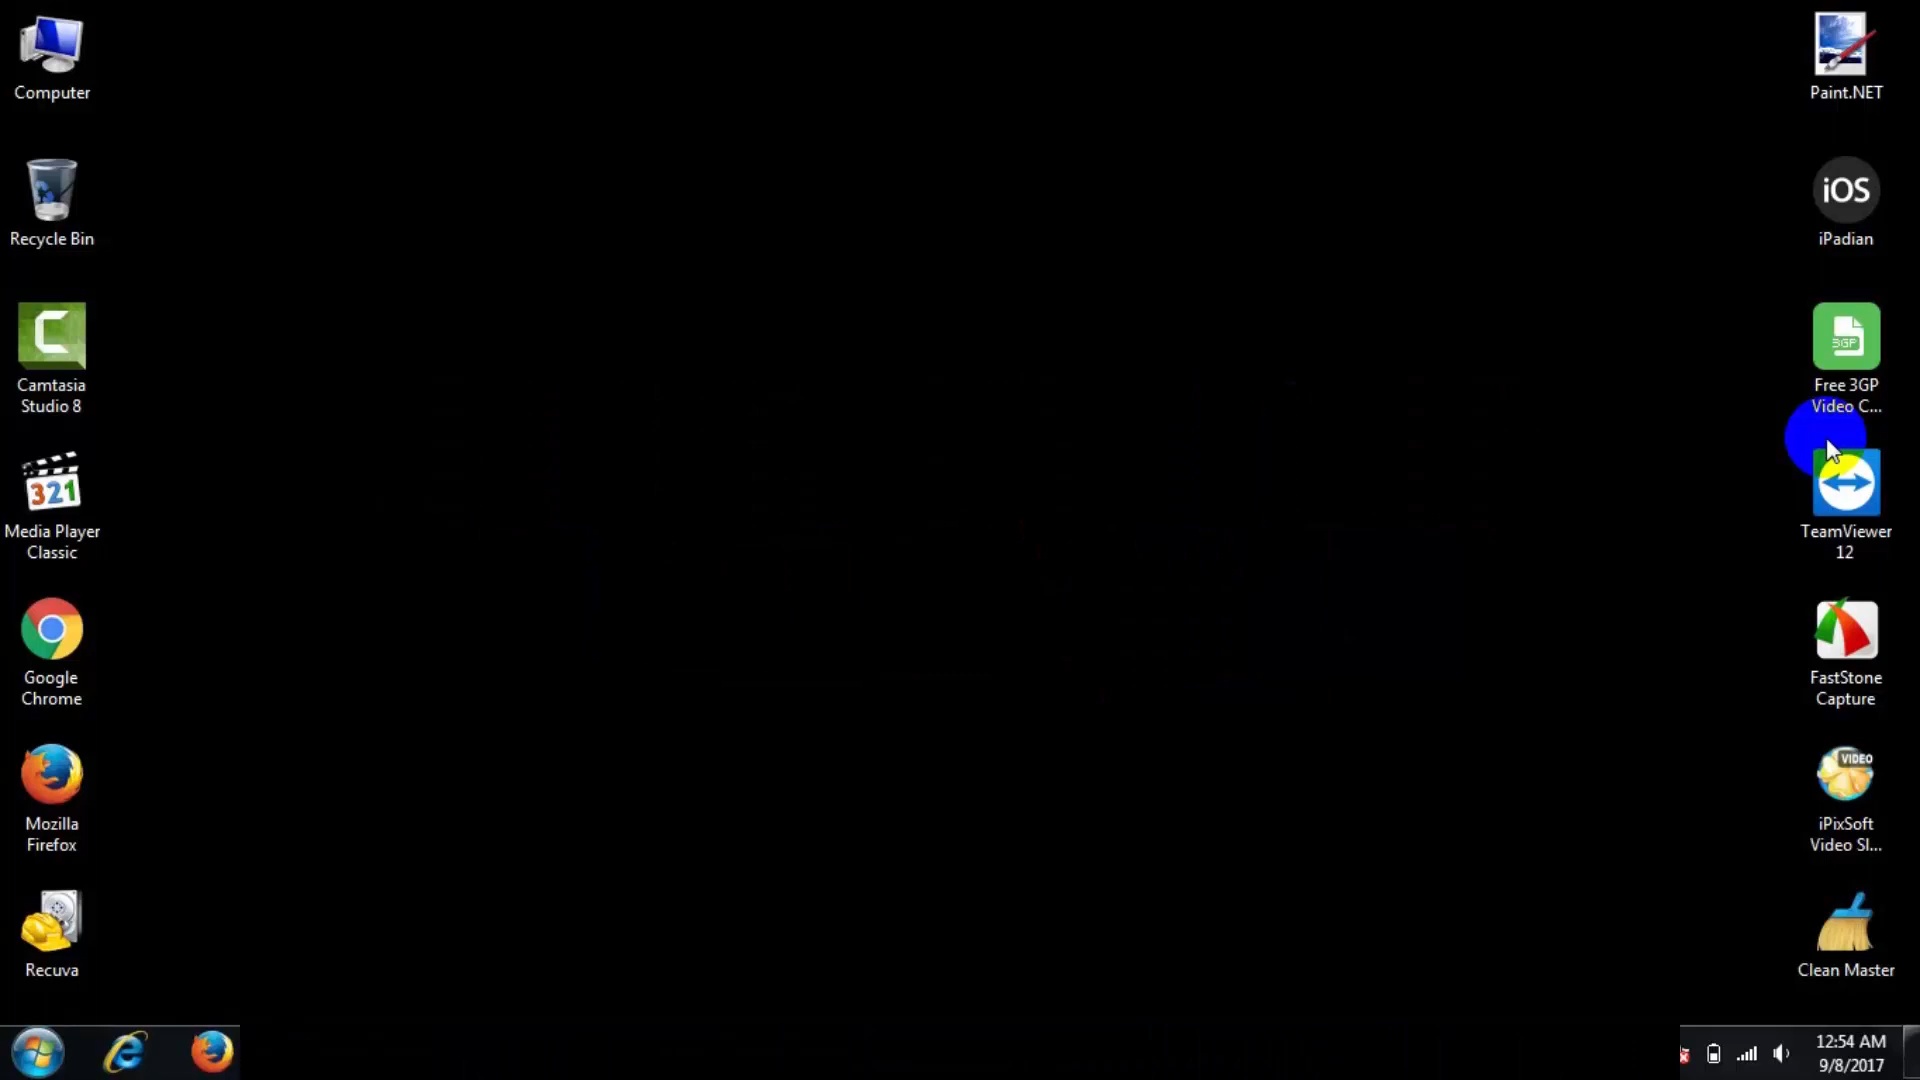 Computer
Recycle Bin
Camtasia
Studio 8
321
Media Player
Classic
Google
Chrome
Mozilla
Firefox
Recuva
Paint.NET
iOS
iPadian
3GP
Free 3GP
Video C...
TeamViewer
12
FastStone
Capture
VIDEO
iPixSoft
Video Sl...
Clean Master
12:54 AM
9/8/2017